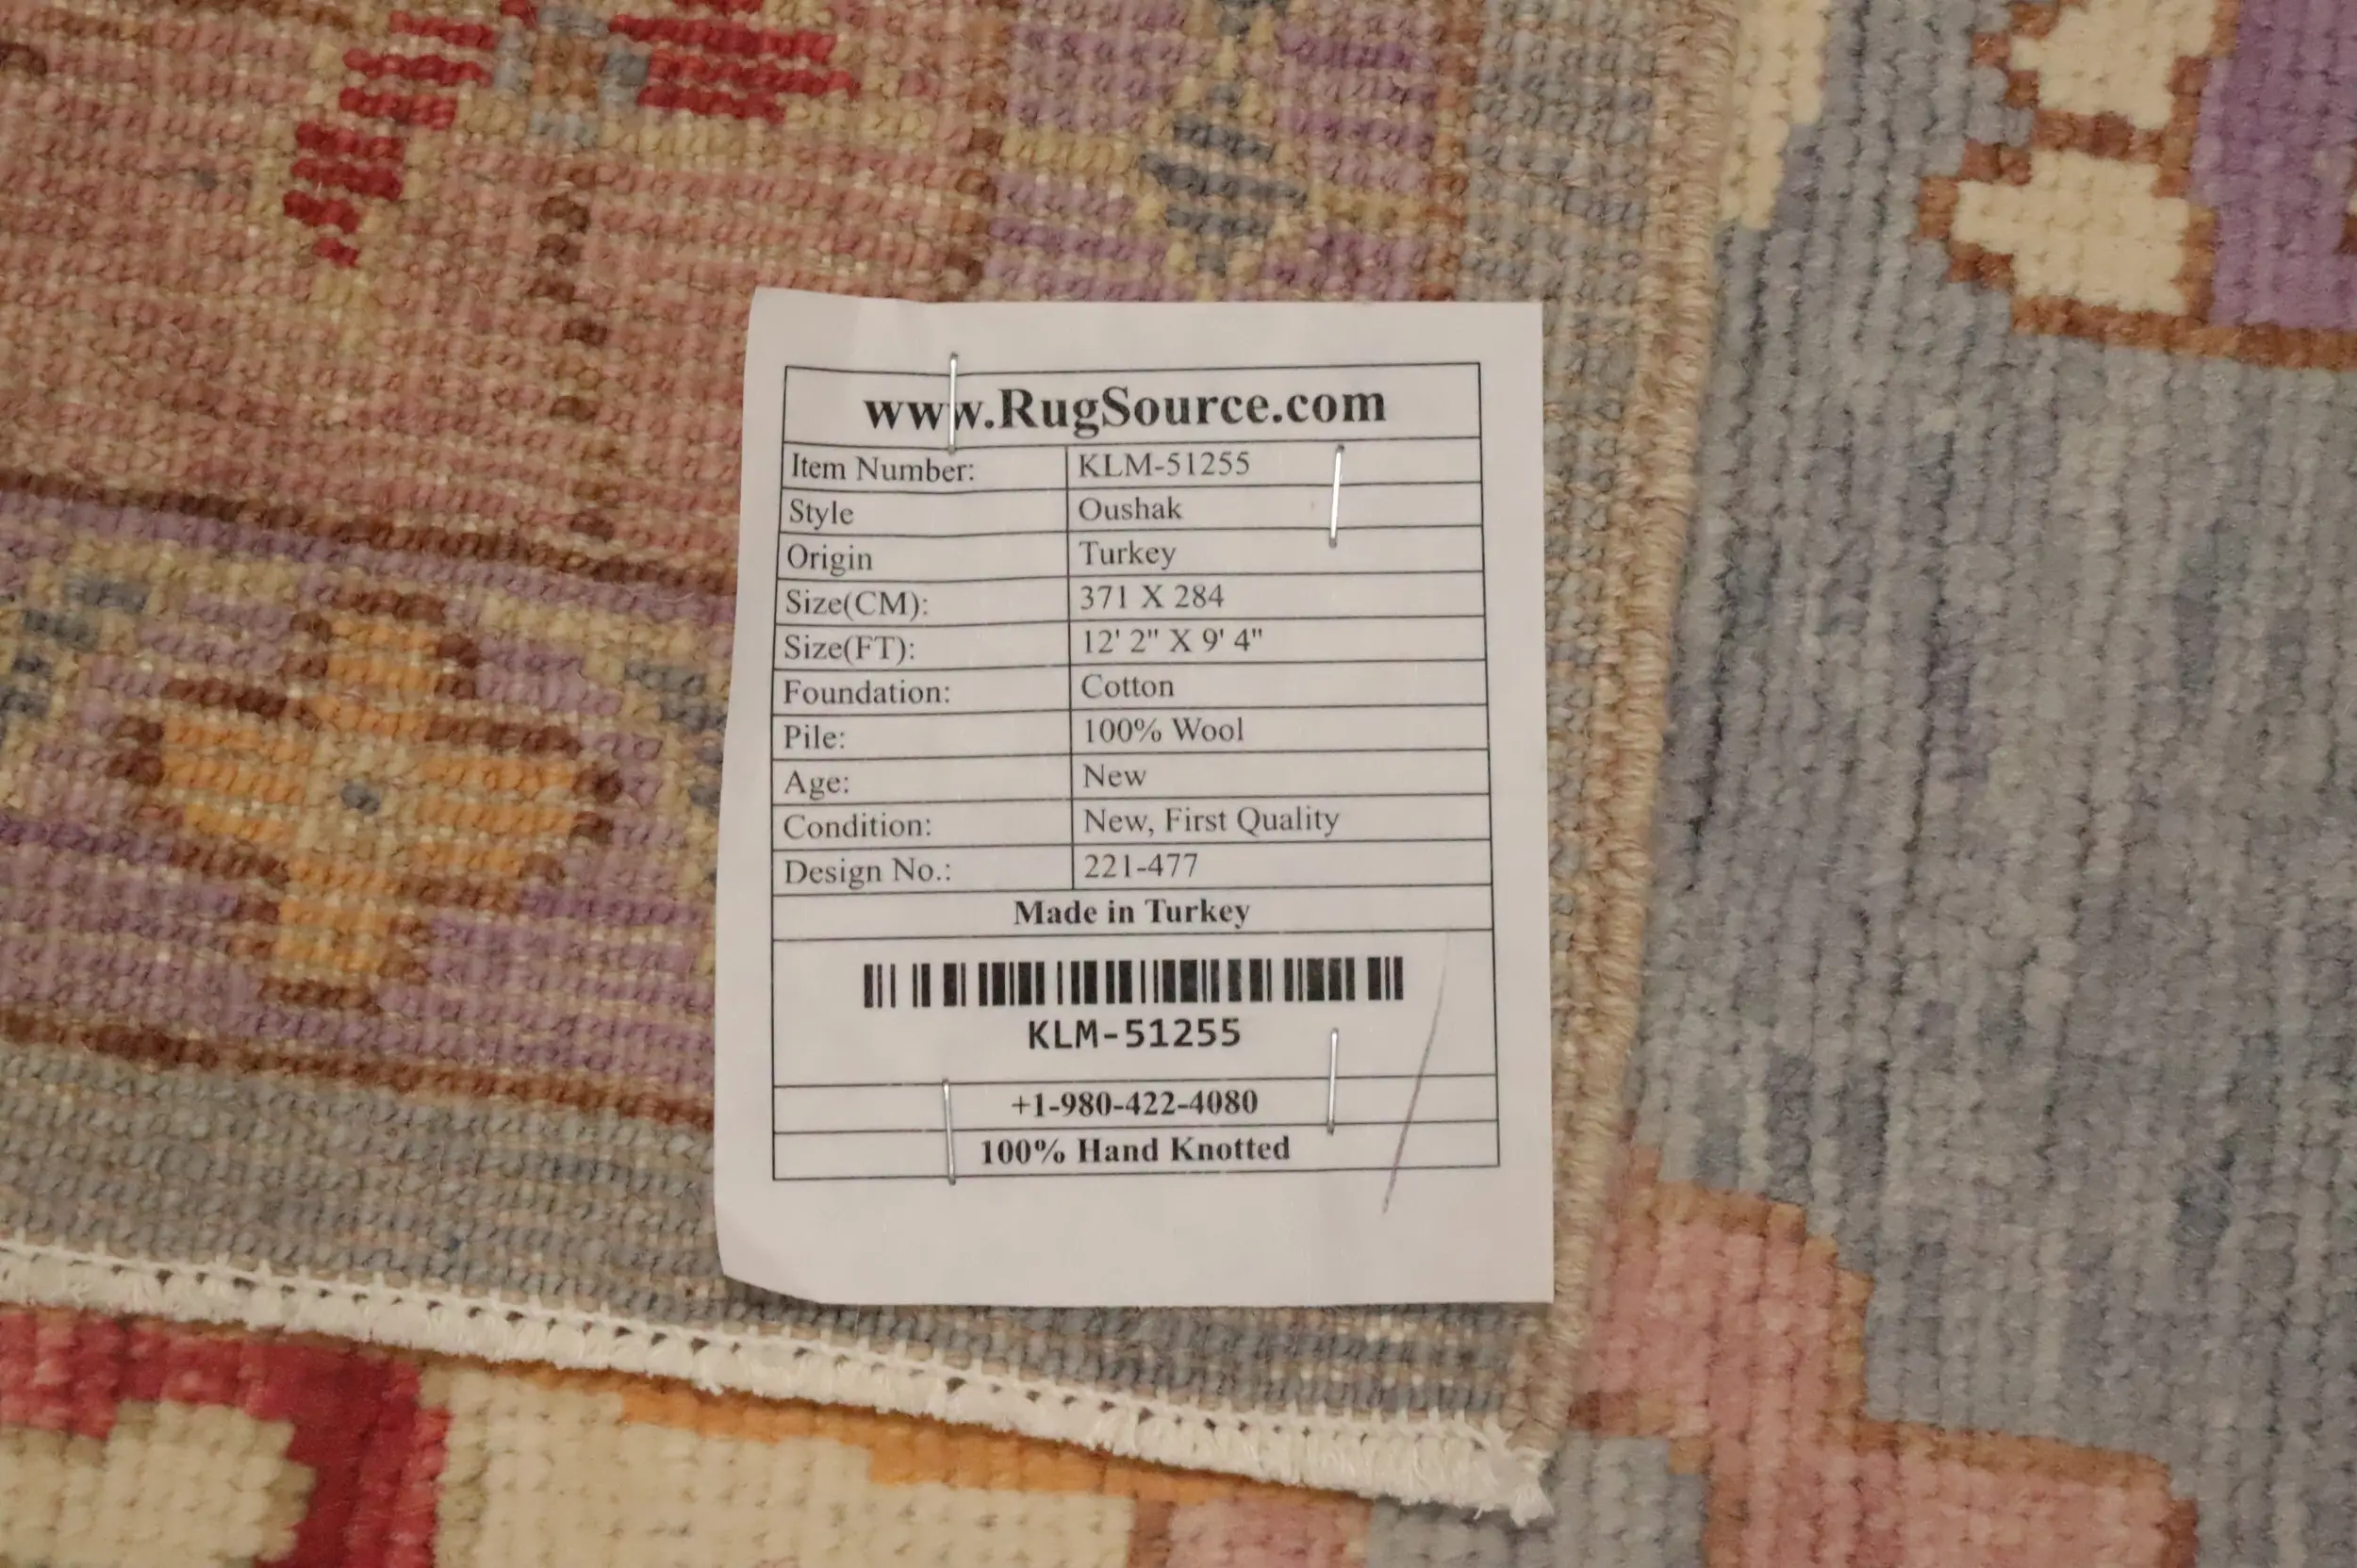 www.RugSource.com
Item Number: KLM-51255
Style Oushak
Origin Turkey
Size(CM): 371 X 284
Size(FT): 12' 2" X 9' 4"
Foundation: Cotton
Pile: 100% Wool
Age: New
Condition: New, First Quality
Design No.: 221-477
Made in Turkey
KLM-51255
+1-980-422-4080
100% Hand Knotted